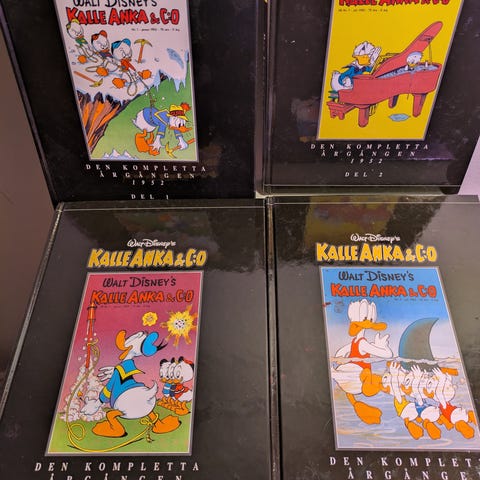 WALT DISNEY'S
KALLE ANKA & C:O
DEN KOMPLETTA
ÅRGÅNGEN
1952
DEL 1
KALLE ANKA & C:O
DEN KOMPLETTA
ÅRGÅNGEN
1952
DEL 2
Walt Disney's
KALLE ANKA & C:O
WALT DISNEY'S
KALLE ANKA & C:O
DEN KOMPLETTA
ÅRGÅNGEN
Walt Disney's
KALLE ANKA & C:O
WALT DISNEY'S
KALLE ANKA & C:O
DEN KOMPLETTA
ÅRGÅNGEN